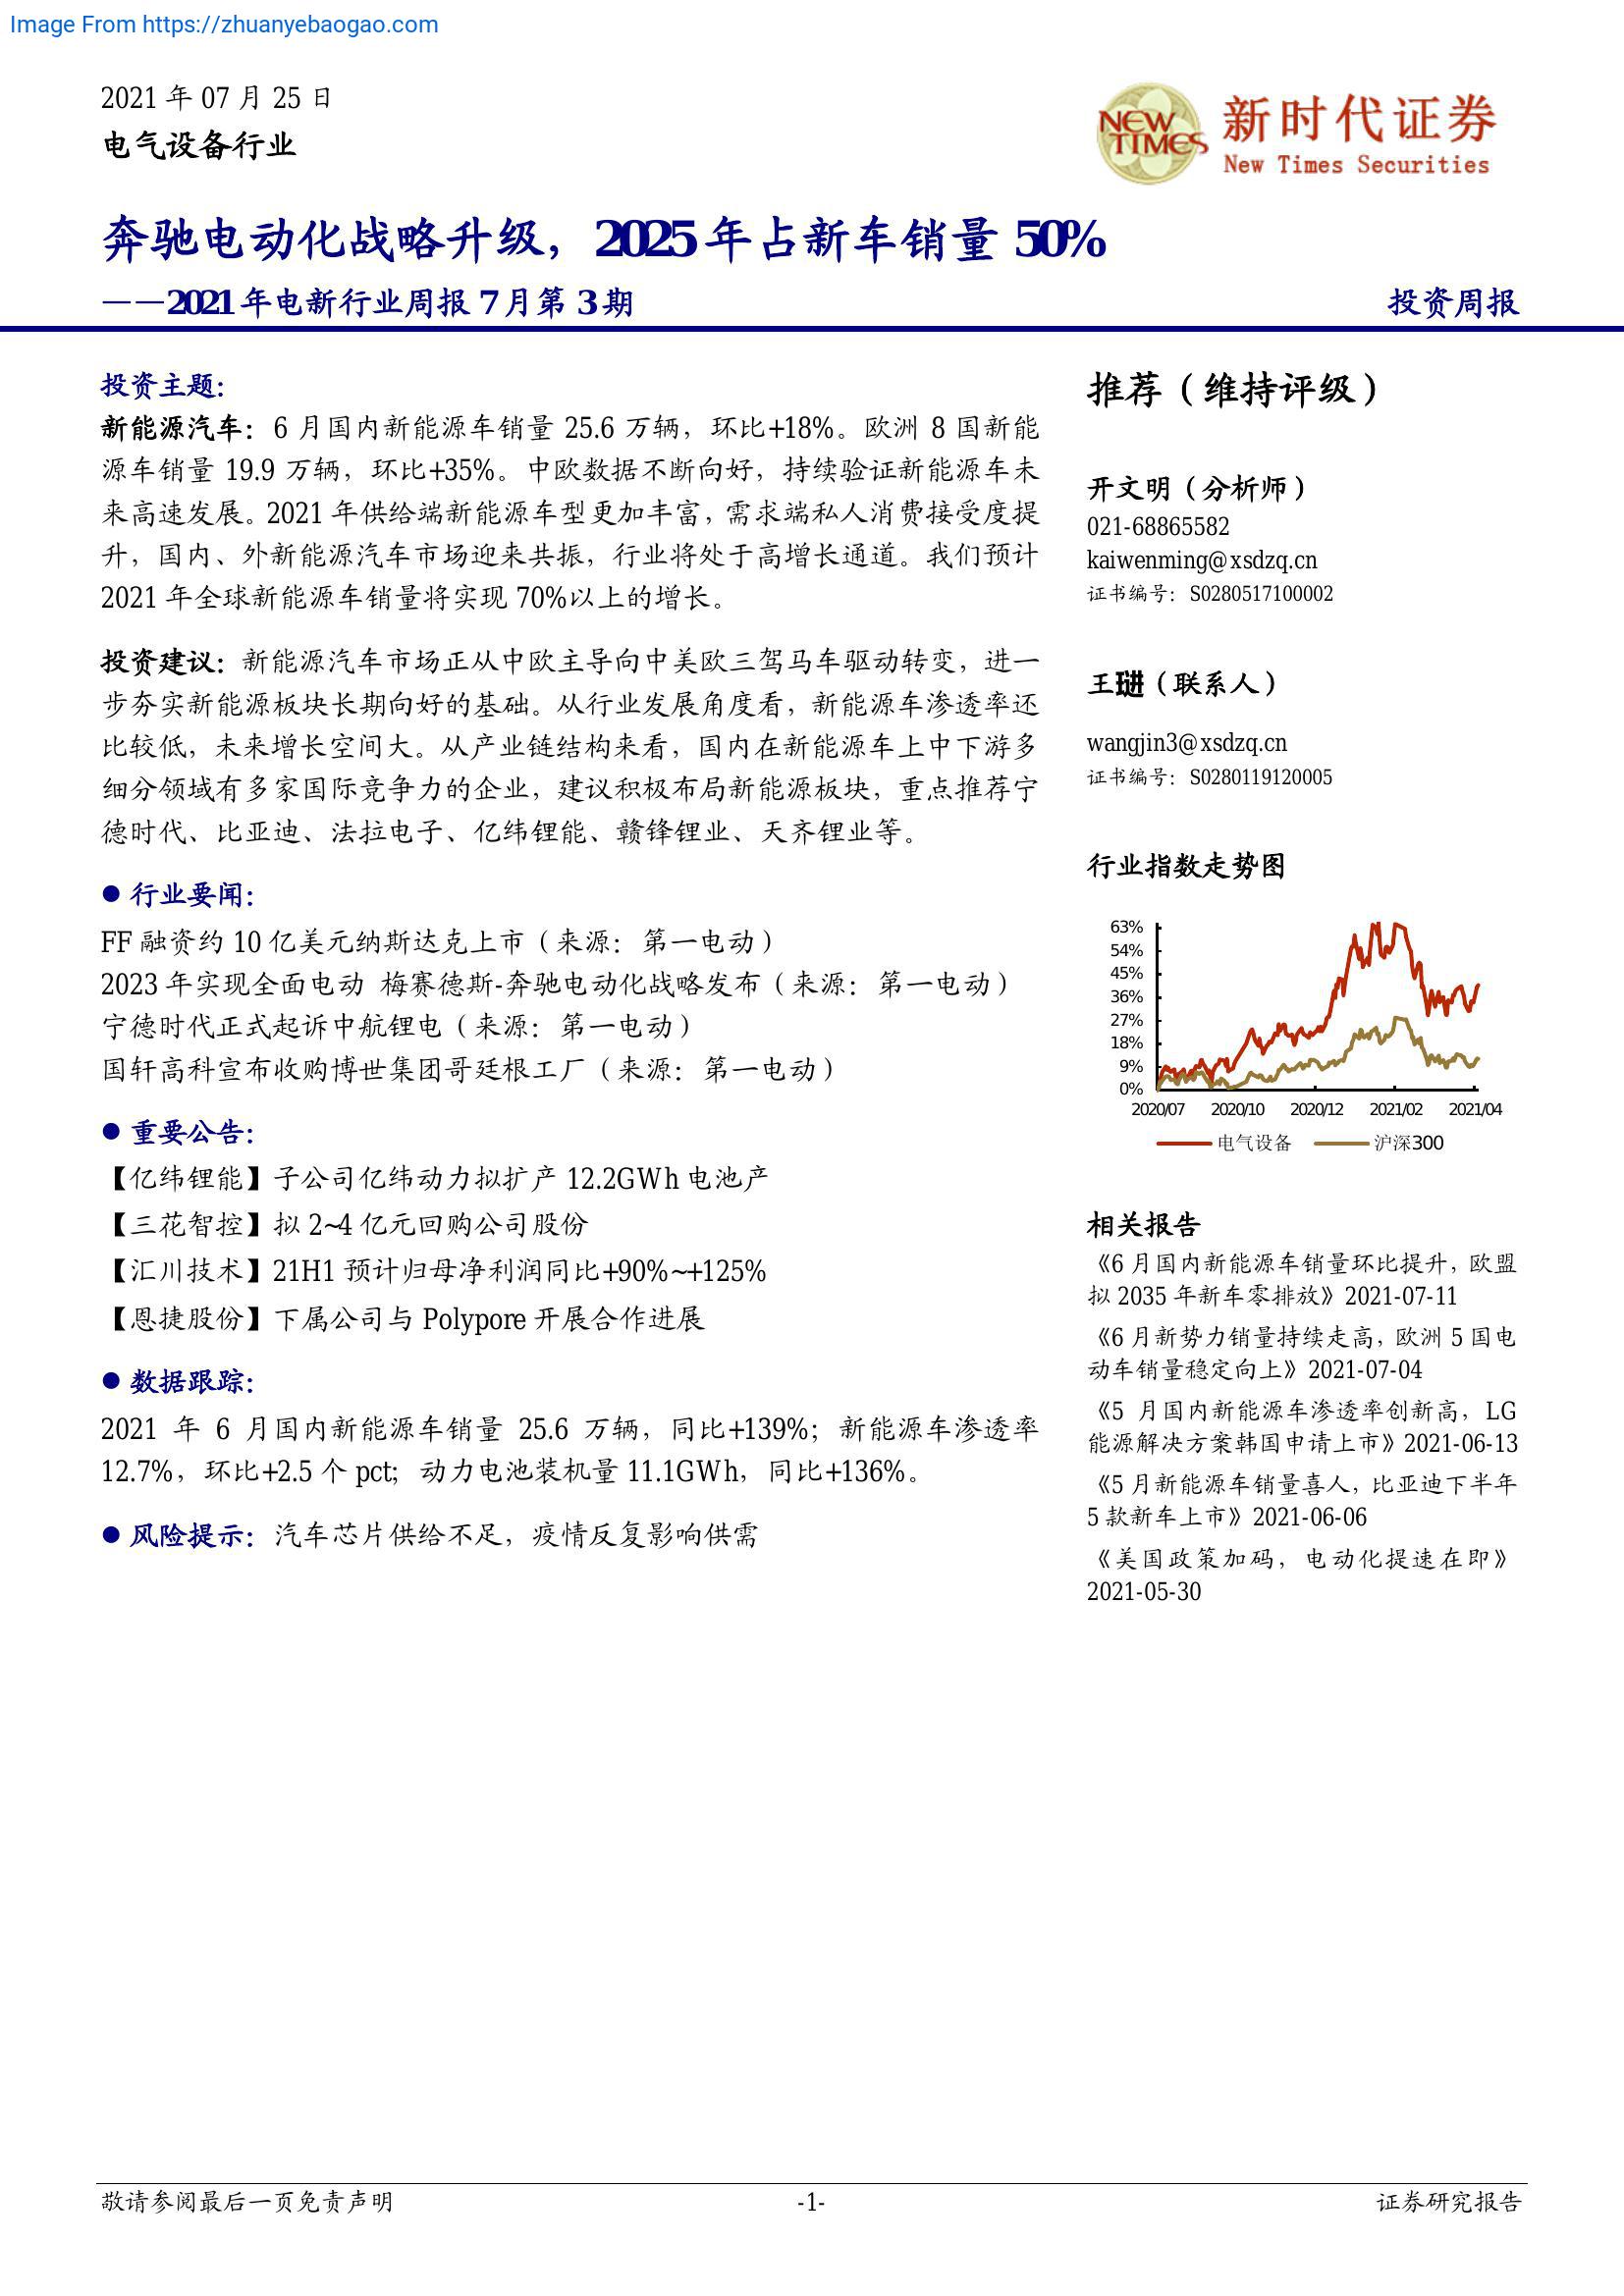 Image From https://zhuanyebaogao.com
2021 年 07 月 25 日
电气设备行业
NEW TIMES
新时代证券
New Times Securities
奔驰电动化战略升级，2025 年占新车销量 50%
——2021 年电新行业周报 7 月第 3 期
投资周报
投资主题：
新能源汽车：6 月国内新能源车销量 25.6 万辆，环比+18%。欧洲 8 国新能
源车销量 19.9 万辆，环比+35%。中欧数据不断向好，持续验证新能源车未
来高速发展。2021 年供给端新能源车型更加丰富，需求端私人消费接受度提
升，国内、外新能源汽车市场迎来共振，行业将处于高增长通道。我们预计
2021 年全球新能源车销量将实现 70%以上的增长。
投资建议：新能源汽车市场正从中欧主导向中美欧三驾马车驱动转变，进一
步夯实新能源板块长期向好的基础。从行业发展角度看，新能源车渗透率还
比较低，未来增长空间大。从产业链结构来看，国内在新能源车上中下游多
细分领域有多家国际竞争力的企业，建议积极布局新能源板块，重点推荐宁
德时代、比亚迪、法拉电子、亿纬锂能、赣锋锂业、天齐锂业等。
● 行业要闻：
FF 融资约 10 亿美元纳斯达克上市（来源：第一电动）
2023 年实现全面电动 梅赛德斯-奔驰电动化战略发布（来源：第一电动）
宁德时代正式起诉中航锂电（来源：第一电动）
国轩高科宣布收购博世集团哥廷根工厂（来源：第一电动）
● 重要公告：
【亿纬锂能】子公司亿纬动力拟扩产 12.2GWh 电池产
【三花智控】拟 2~4 亿元回购公司股份
【汇川技术】21H1 预计归母净利润同比+90%~+125%
【恩捷股份】下属公司与 Polypore 开展合作进展
● 数据跟踪：
2021 年 6 月国内新能源车销量 25.6 万辆，同比+139%；新能源车渗透率
12.7%，环比+2.5 个 pct；动力电池装机量 11.1GWh，同比+136%。
● 风险提示：汽车芯片供给不足，疫情反复影响供需
推荐（维持评级）
开文明（分析师）
021-68865582
kaiwenming@xsdzq.cn
证书编号：S0280517100002
王琎（联系人）
wangjin3@xsdzq.cn
证书编号：S0280119120005
行业指数走势图
63%
54%
45%
36%
27%
18%
9%
0%
2020/07 2020/10 2020/12 2021/02 2021/04
电气设备 沪深300
相关报告
《6 月国内新能源车销量环比提升，欧盟
拟 2035 年新车零排放》2021-07-11
《6 月新势力销量持续走高，欧洲 5 国电
动车销量稳定向上》2021-07-04
《5 月国内新能源车渗透率创新高，LG
能源解决方案韩国申请上市》2021-06-13
《5 月新能源车销量喜人，比亚迪下半年
5 款新车上市》2021-06-06
《美国政策加码，电动化提速在即》
2021-05-30
敬请参阅最后一页免责声明
-1-
证券研究报告